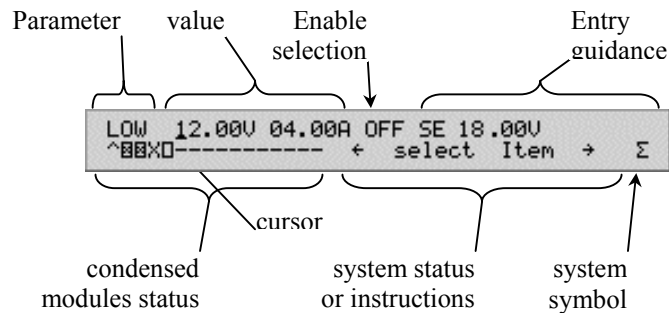 Parameter value Enable selection Entry guidance
LOW 12.00V 04.00A OFF SE 18.00V
^⊠⊠X□------------ ← select Item → Σ
cursor
condensed modules status
system status or instructions
system symbol